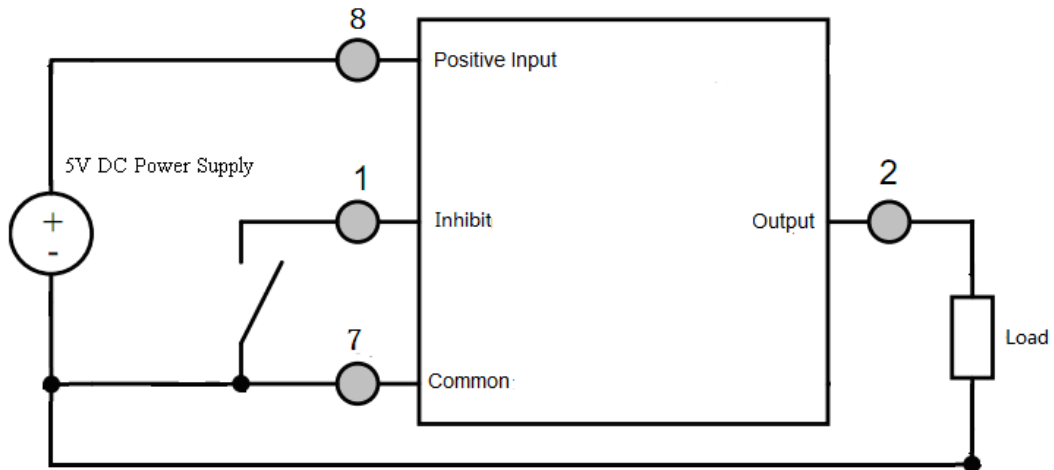 8
Positive Input
5V DC Power Supply
+
-
1
Inhibit
2
Output
7
Common
Load